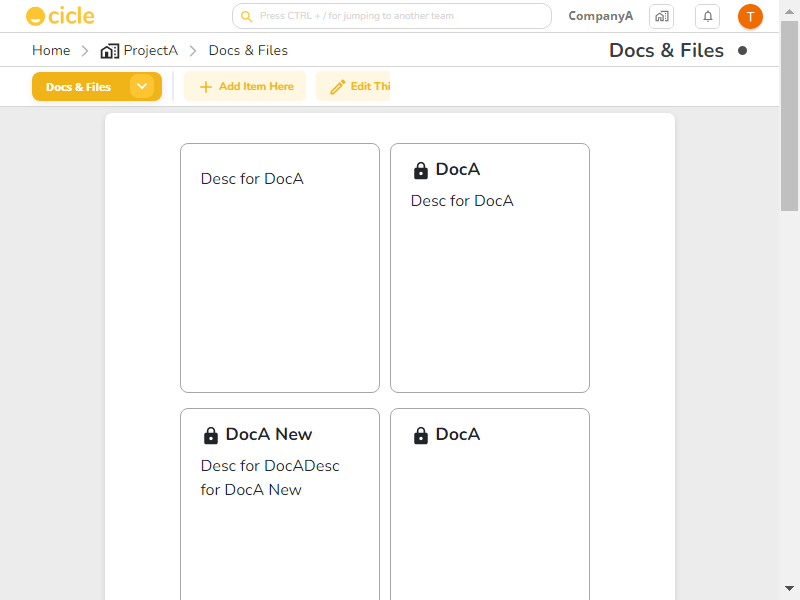 cicle
Press CTRL + / for jumping to another team
CompanyA
T
Home
ProjectA
Docs & Files
Docs & Files
Docs & Files
Add Item Here
Edit Thi
Desc for DocA
DocA
Desc for DocA
DocA New
Desc for DocADesc
for DocA New
DocA